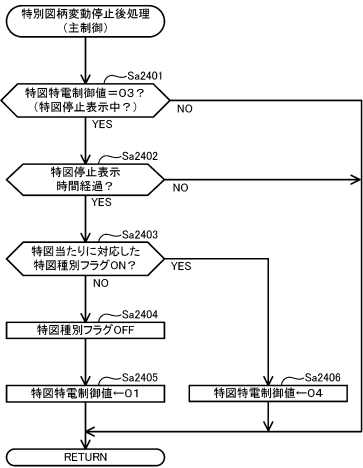 特別図柄変動停止後処理
(主制御)
Sa2401
特図特電制御値=03?
(特図停止表示中?)
NO
YES
Sa2402
特図停止表示
時間経過?
NO
YES
Sa2403
特図当たりに対応した
特図種別フラグON?
YES
NO
Sa2404
特図種別フラグOFF
Sa2405
特図特電制御値←01
Sa2406
特図特電制御値←04
RETURN